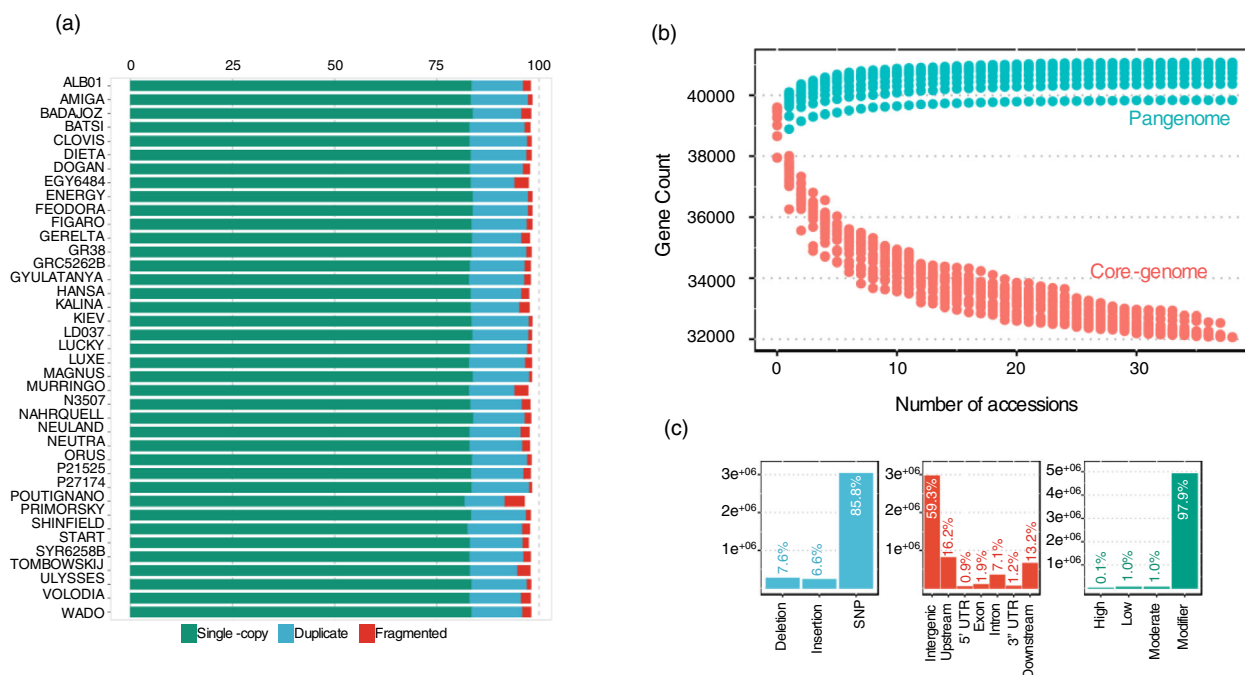 (a)
0 25 50 75 100
ALB01
AMIGA
BADAJOZ
BATSI
CLOVIS
DIETA
DOGAN
EGY6484
ENERGY
FEODORA
FIGARO
GERELTA
GR38
GRC5262B
GYULATANYA
HANSA
KALINA
KIEV
LD037
LUCKY
LUXE
MAGNUS
MURRINGO
N3507
NAHRQUELL
NEULAND
NEUTRA
ORUS
P21525
P27174
POUTIGNANO
PRIMORSKY
SHINFIELD
START
SYR6258B
TOMBOWSKIJ
ULYSSES
VOLODIA
WADO
Single -copy Duplicate Fragmented
(b)
Gene Count
40000
38000
36000
34000
32000
Pangenome
Core-genome
0 10 20 30
Number of accessions
(c)
3e+06
2e+06
1e+06
7.6%
6.6%
85.8%
Deletion
Insertion
SNP
3e+06
2e+06
1e+06
59.3%
16.2%
0.9%
1.9%
7.1%
1.2%
13.2%
Intergenic
Upstream
5' UTR
Exon
Intron
3" UTR
Downstream
5e+06
4e+06
3e+06
2e+06
1e+06
0.1%
1.0%
1.0%
97.9%
High
Low
Moderate
Modifier